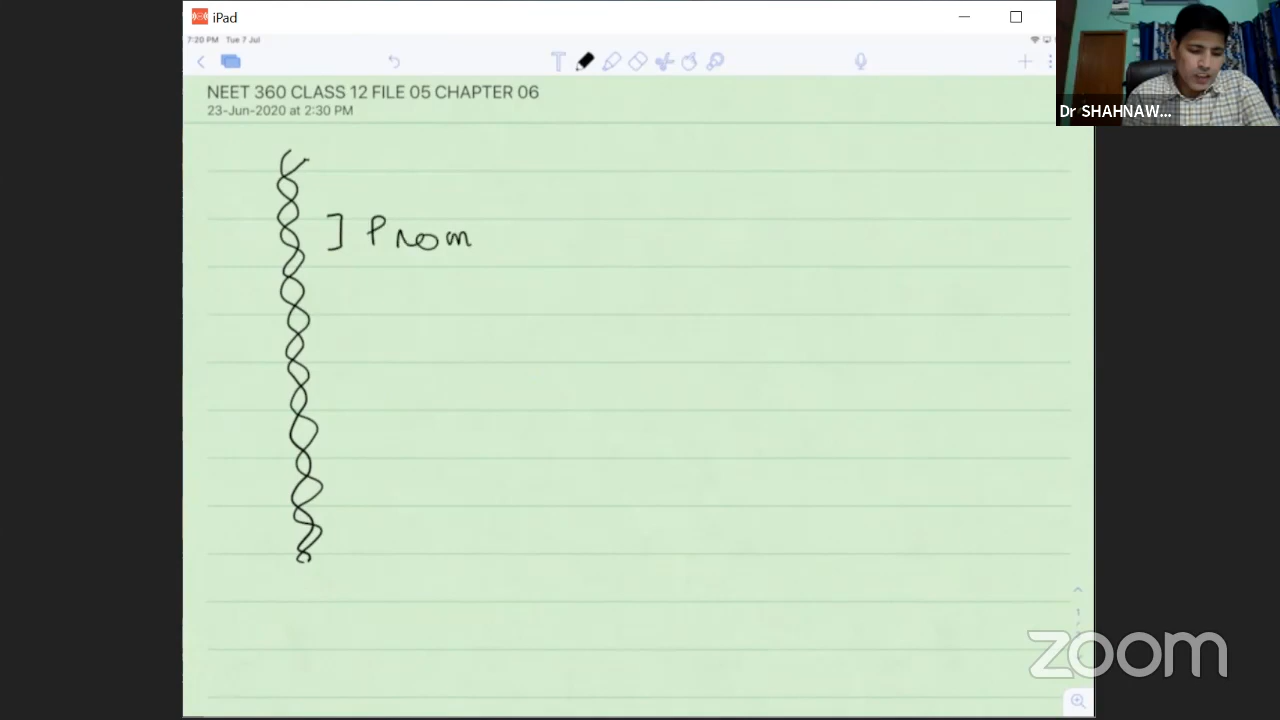 iPad
7:20 PM Tue 7 Jul
NEET 360 CLASS 12 FILE 05 CHAPTER 06
23-Jun-2020 at 2:30 PM
Dr SHAHNAW...
] Prom
1
zoom